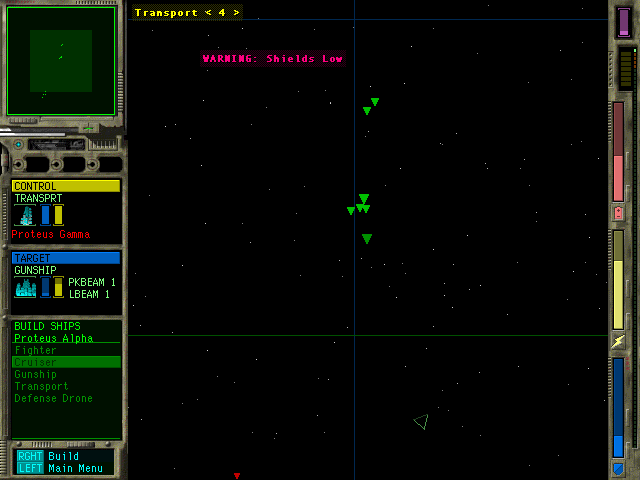 Transport < 4 >
WARNING: Shields Low
CONTROL
TRANSPRT
Proteus Gamma
TARGET
GUNSHIP
PKBEAM 1
LBEAM 1
BUILD SHIPS
Proteus Alpha
Fighter
Cruiser
Gunship
Transport
Defense Drone
RGHT Build
LEFT Main Menu